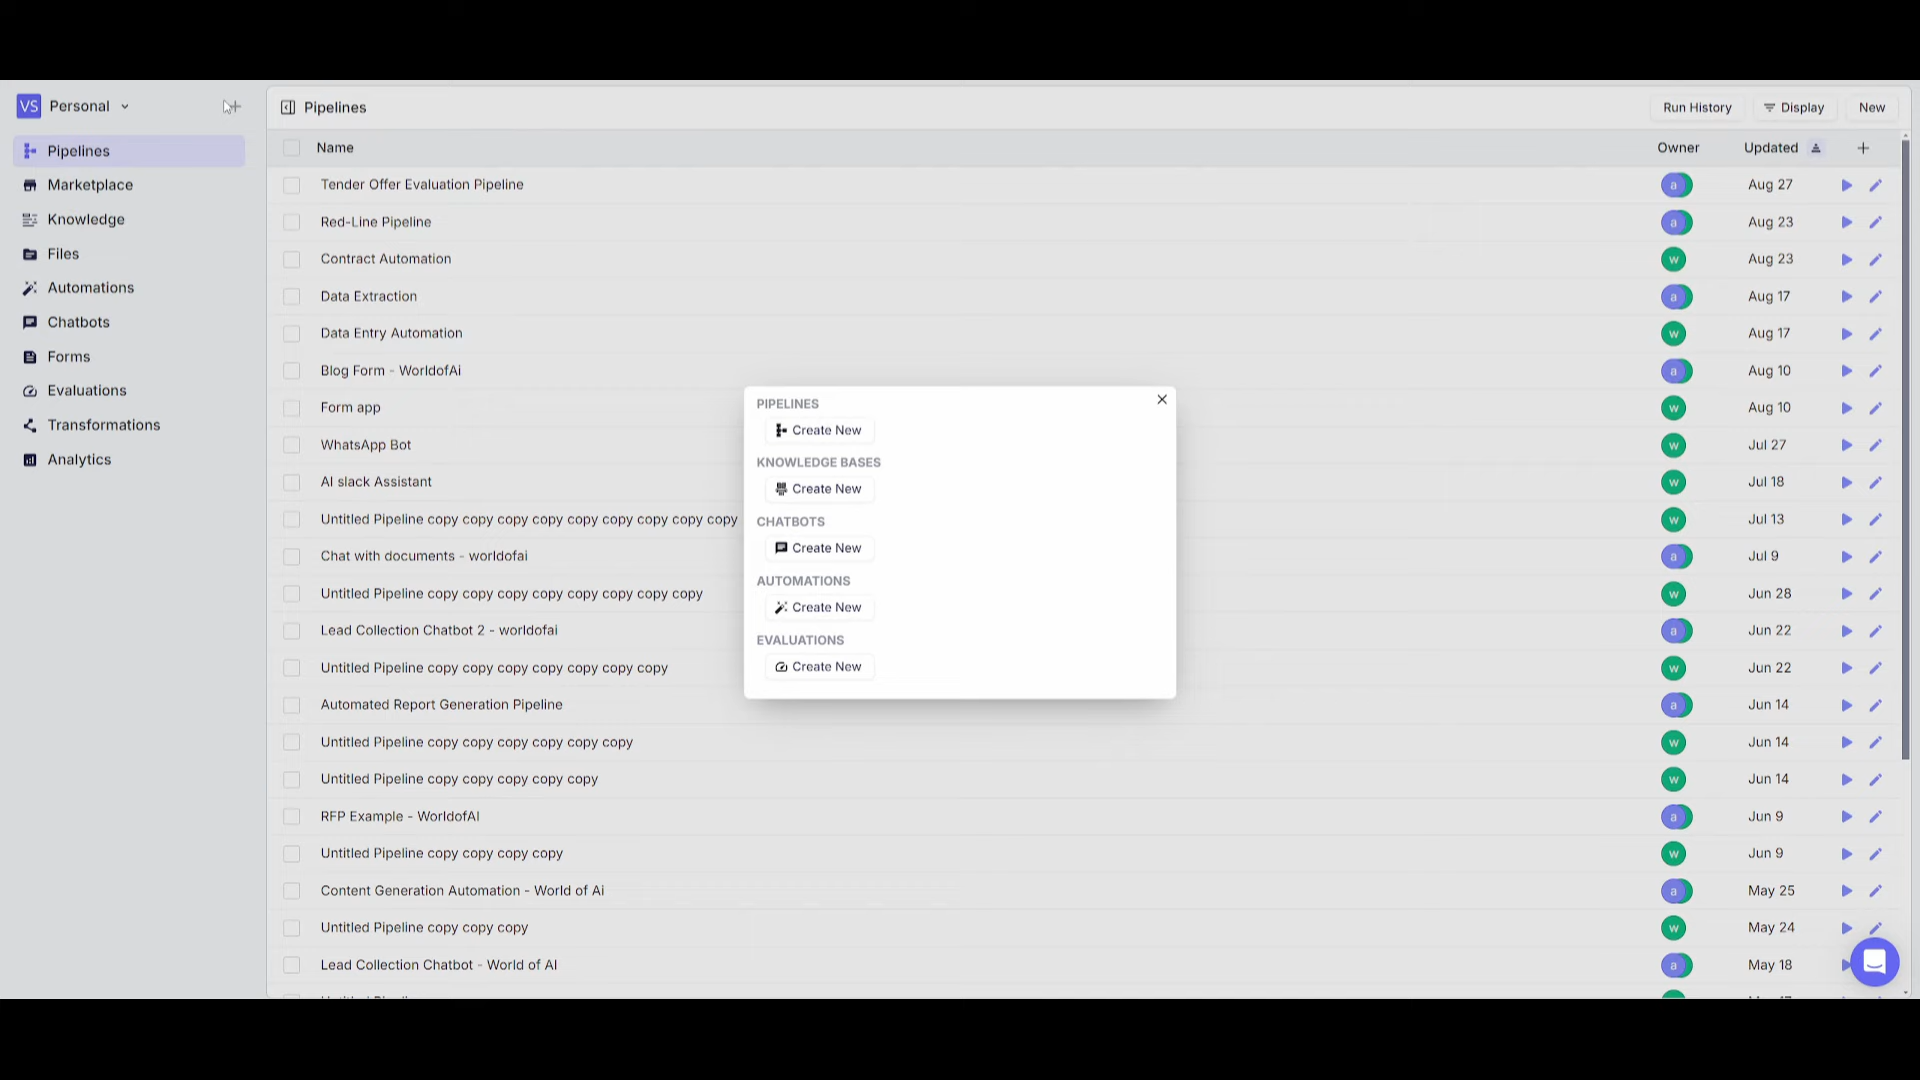 VS Personal
Pipelines
Run History
Display
New
Pipelines
Marketplace
Knowledge
Files
Automations
Chatbots
Forms
Evaluations
Transformations
Analytics
Name Owner Updated
Tender Offer Evaluation Pipeline a Aug 27
Red-Line Pipeline a Aug 23
Contract Automation w Aug 23
Data Extraction a Aug 17
Data Entry Automation w Aug 17
Blog Form - WorldofAi a Aug 10
Form app w Aug 10
WhatsApp Bot w Jul 27
AI slack Assistant w Jul 18
Untitled Pipeline copy copy copy copy copy copy copy copy copy w Jul 13
Chat with documents - worldofai a Jul 9
Untitled Pipeline copy copy copy copy copy copy copy copy w Jun 28
Lead Collection Chatbot 2 - worldofai a Jun 22
Untitled Pipeline copy copy copy copy copy copy copy w Jun 22
Automated Report Generation Pipeline a Jun 14
Untitled Pipeline copy copy copy copy copy copy w Jun 14
Untitled Pipeline copy copy copy copy copy w Jun 14
RFP Example - WorldofAI a Jun 9
Untitled Pipeline copy copy copy copy w Jun 9
Content Generation Automation - World of Ai a May 25
Untitled Pipeline copy copy copy w May 24
Lead Collection Chatbot - World of AI a May 18
PIPELINES
Create New
KNOWLEDGE BASES
Create New
CHATBOTS
Create New
AUTOMATIONS
Create New
EVALUATIONS
Create New